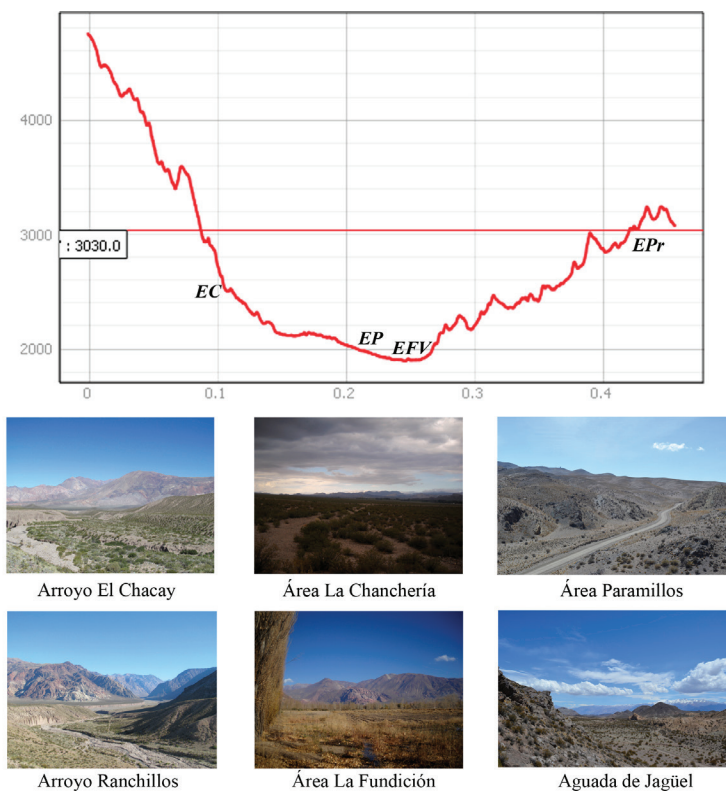 4000
3000
2000
: 3030.0
EC
EP
EFV
EPr
0
0.1
0.2
0.3
0.4
Arroyo El Chacay
Área La Chanchería
Área Paramillos
Arroyo Ranchillos
Área La Fundición
Aguada de Jagüel